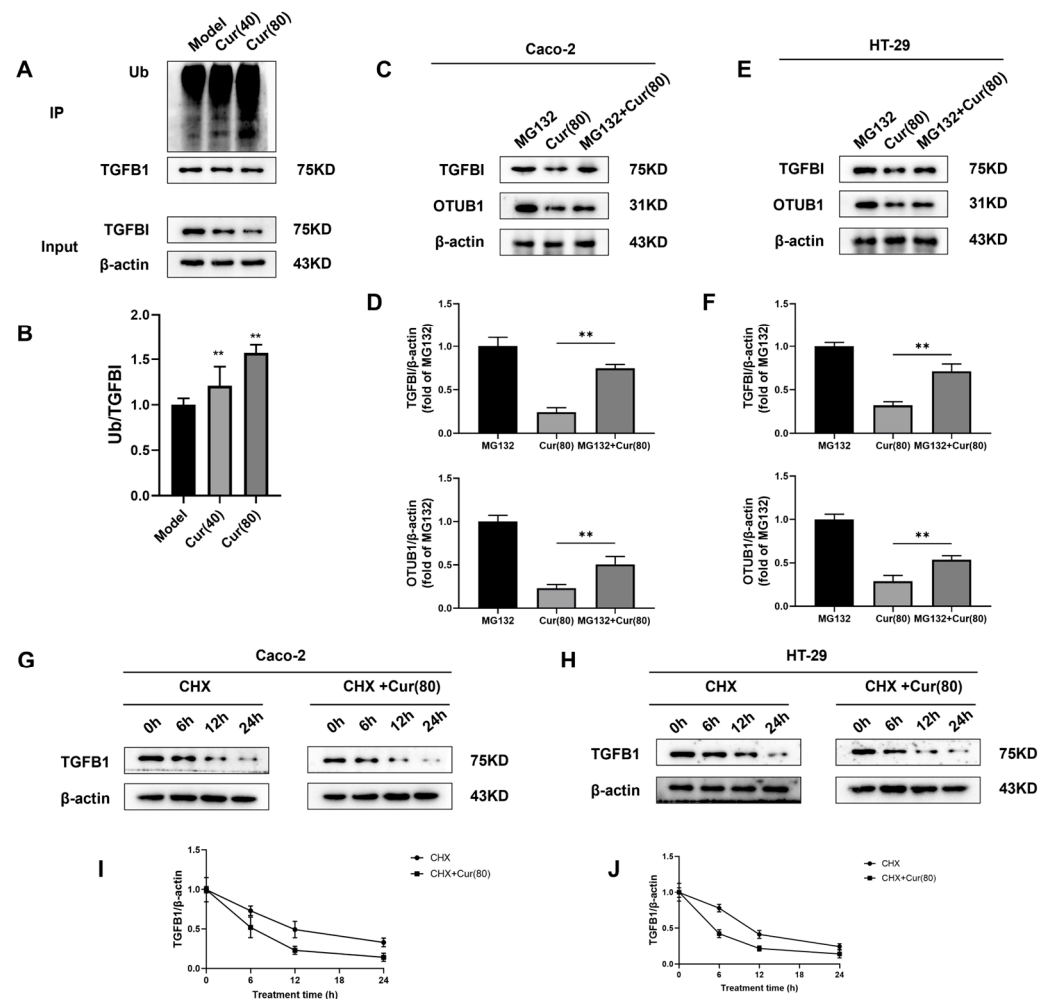 A
Model
Cur(40)
Cur(80)
IP
Ub
TGFB1
75KD
Input
TGFBI
75KD
β-actin
43KD
B
Ub/TGFBI
2.0
1.5
1.0
0.5
0.0
**
**
Model
Cur(40)
Cur(80)
C
Caco-2
MG132
Cur(80)
MG132+Cur(80)
TGFBI
75KD
OTUB1
31KD
β-actin
43KD
D
TGFBI/β-actin
(fold of MG132)
1.5
1.0
0.5
0.0
**
MG132
Cur(80)
MG132+Cur(80)
OTUB1/β-actin
(fold of MG132)
1.5
1.0
0.5
0.0
**
MG132
Cur(80)
MG132+Cur(80)
E
HT-29
MG132
Cur(80)
MG132+Cur(80)
TGFBI
75KD
OTUB1
31KD
β-actin
43KD
F
TGFBI/β-actin
(fold of MG132)
1.5
1.0
0.5
0.0
**
MG132
Cur(80)
MG132+Cur(80)
OTUB1/β-actin
(fold of MG132)
1.5
1.0
0.5
0.0
**
MG132
Cur(80)
MG132+Cur(80)
G
Caco-2
CHX
CHX +Cur(80)
0h 6h 12h 24h
0h 6h 12h 24h
TGFB1
75KD
β-actin
43KD
H
HT-29
CHX
CHX +Cur(80)
0h 6h 12h 24h
0h 6h 12h 24h
TGFB1
75KD
β-actin
43KD
I
TGFB1/β-actin
1.5
1.0
0.5
0.0
0 6 12 24
Treatment time (h)
CHX
CHX+Cur(80)
J
TGFB1/β-actin
1.5
1.0
0.5
0.0
0 6 12 24
Treatment time (h)
CHX
CHX+Cur(80)